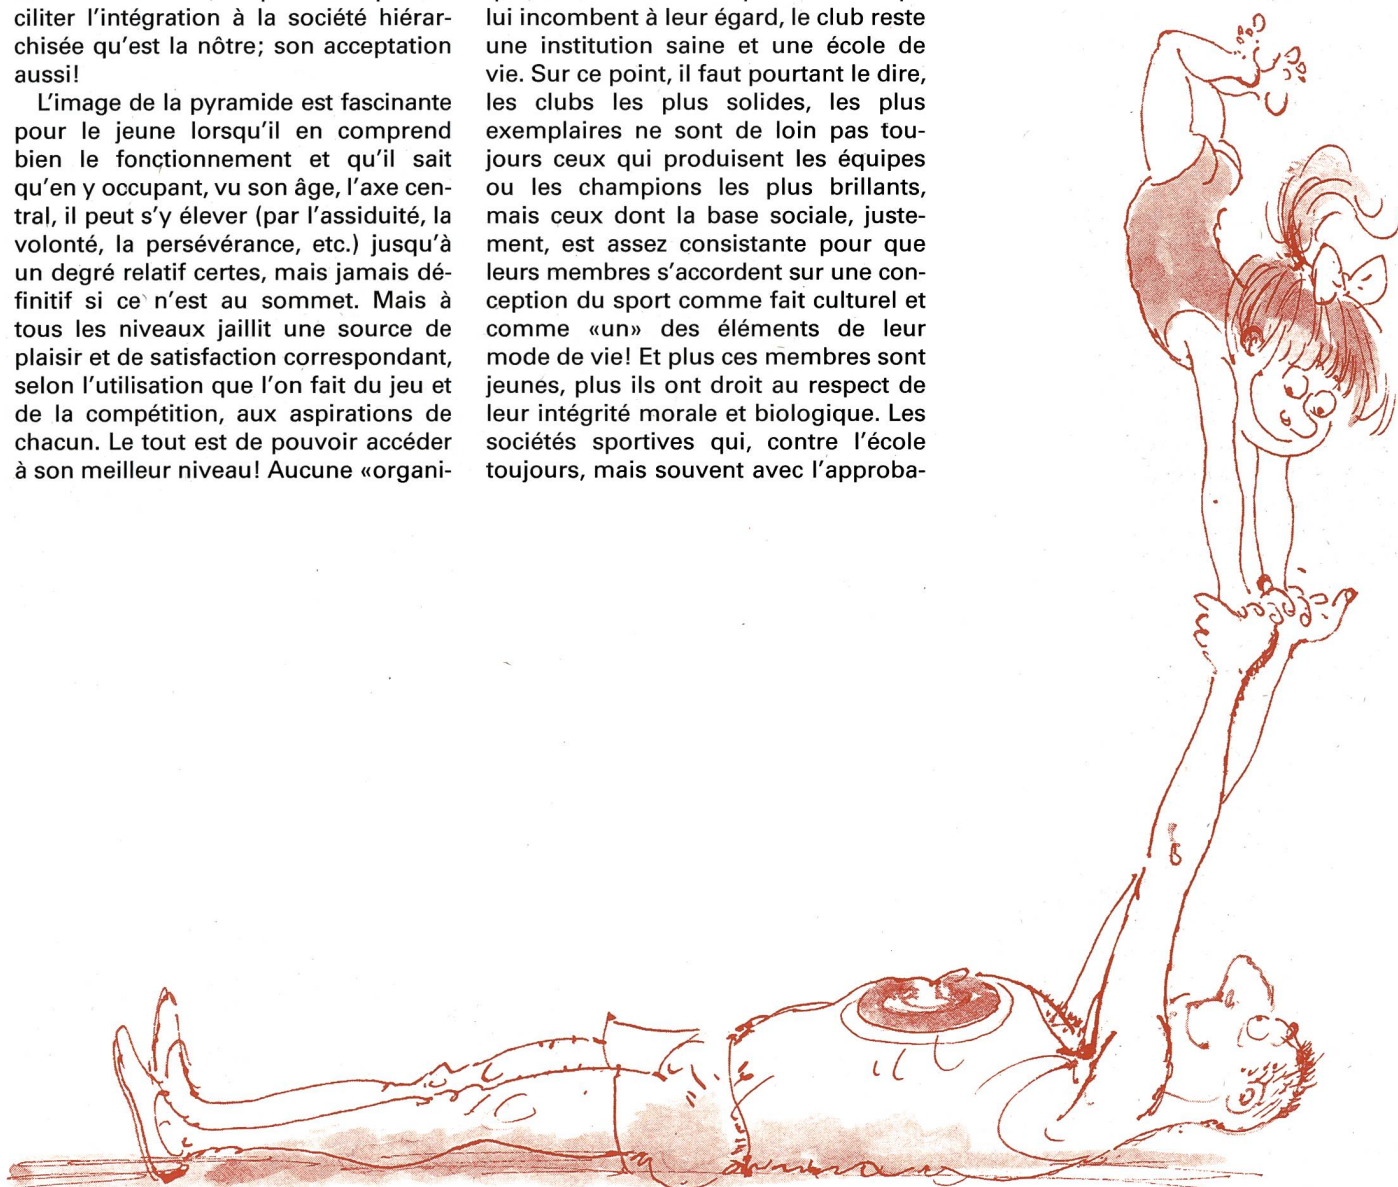 ciliter l'intégration à la société hiérar-
chisée qu'est la nôtre; son acceptation
aussi!
L'image de la pyramide est fascinante
pour le jeune lorsqu'il en comprend
bien le fonctionnement et qu'il sait
qu'en y occupant, vu son âge, l'axe cen-
tral, il peut s'y élever (par l'assiduité, la
volonté, la persévérance, etc.) jusqu'à
un degré relatif certes, mais jamais dé-
finitif si ce n'est au sommet. Mais à
tous les niveaux jaillit une source de
plaisir et de satisfaction correspondant,
selon l'utilisation que l'on fait du jeu et
de la compétition, aux aspirations de
chacun. Le tout est de pouvoir accéder
à son meilleur niveau! Aucune «organi-
lui incombent à leur égard, le club reste
une institution saine et une école de
vie. Sur ce point, il faut pourtant le dire,
les clubs les plus solides, les plus
exemplaires ne sont de loin pas tou-
jours ceux qui produisent les équipes
ou les champions les plus brillants,
mais ceux dont la base sociale, juste-
ment, est assez consistante pour que
leurs membres s'accordent sur une con-
ception du sport comme fait culturel et
comme «un» des éléments de leur
mode de vie! Et plus ces membres sont
jeunes, plus ils ont droit au respect de
leur intégrité morale et biologique. Les
sociétés sportives qui, contre l'école
toujours, mais souvent avec l'approba-